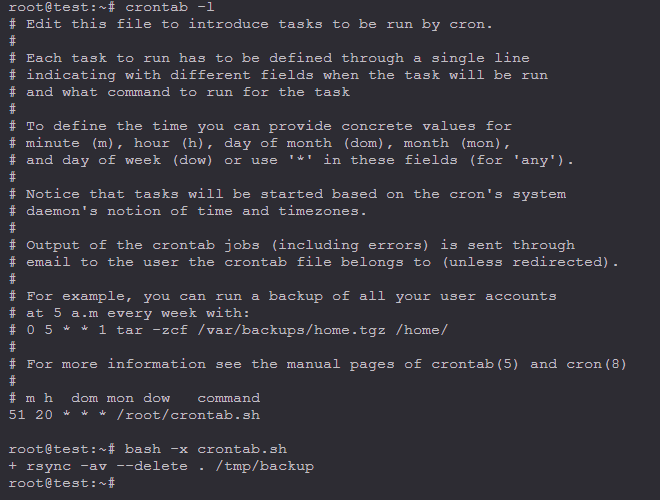 root@test:~# crontab -l
# Edit this file to introduce tasks to be run by cron.
#
# Each task to run has to be defined through a single line
# indicating with different fields when the task will be run
# and what command to run for the task
#
# To define the time you can provide concrete values for
# minute (m), hour (h), day of month (dom), month (mon),
# and day of week (dow) or use '*' in these fields (for 'any').
#
# Notice that tasks will be started based on the cron's system
# daemon's notion of time and timezones.
#
# Output of the crontab jobs (including errors) is sent through
# email to the user the crontab file belongs to (unless redirected).
#
# For example, you can run a backup of all your user accounts
# at 5 a.m every week with:
# 0 5 * * 1 tar -zcf /var/backups/home.tgz /home/
#
# For more information see the manual pages of crontab(5) and cron(8)
#
# m h  dom mon dow   command
51 20 * * * /root/crontab.sh

root@test:~# bash -x crontab.sh
+ rsync -av --delete . /tmp/backup
root@test:~#